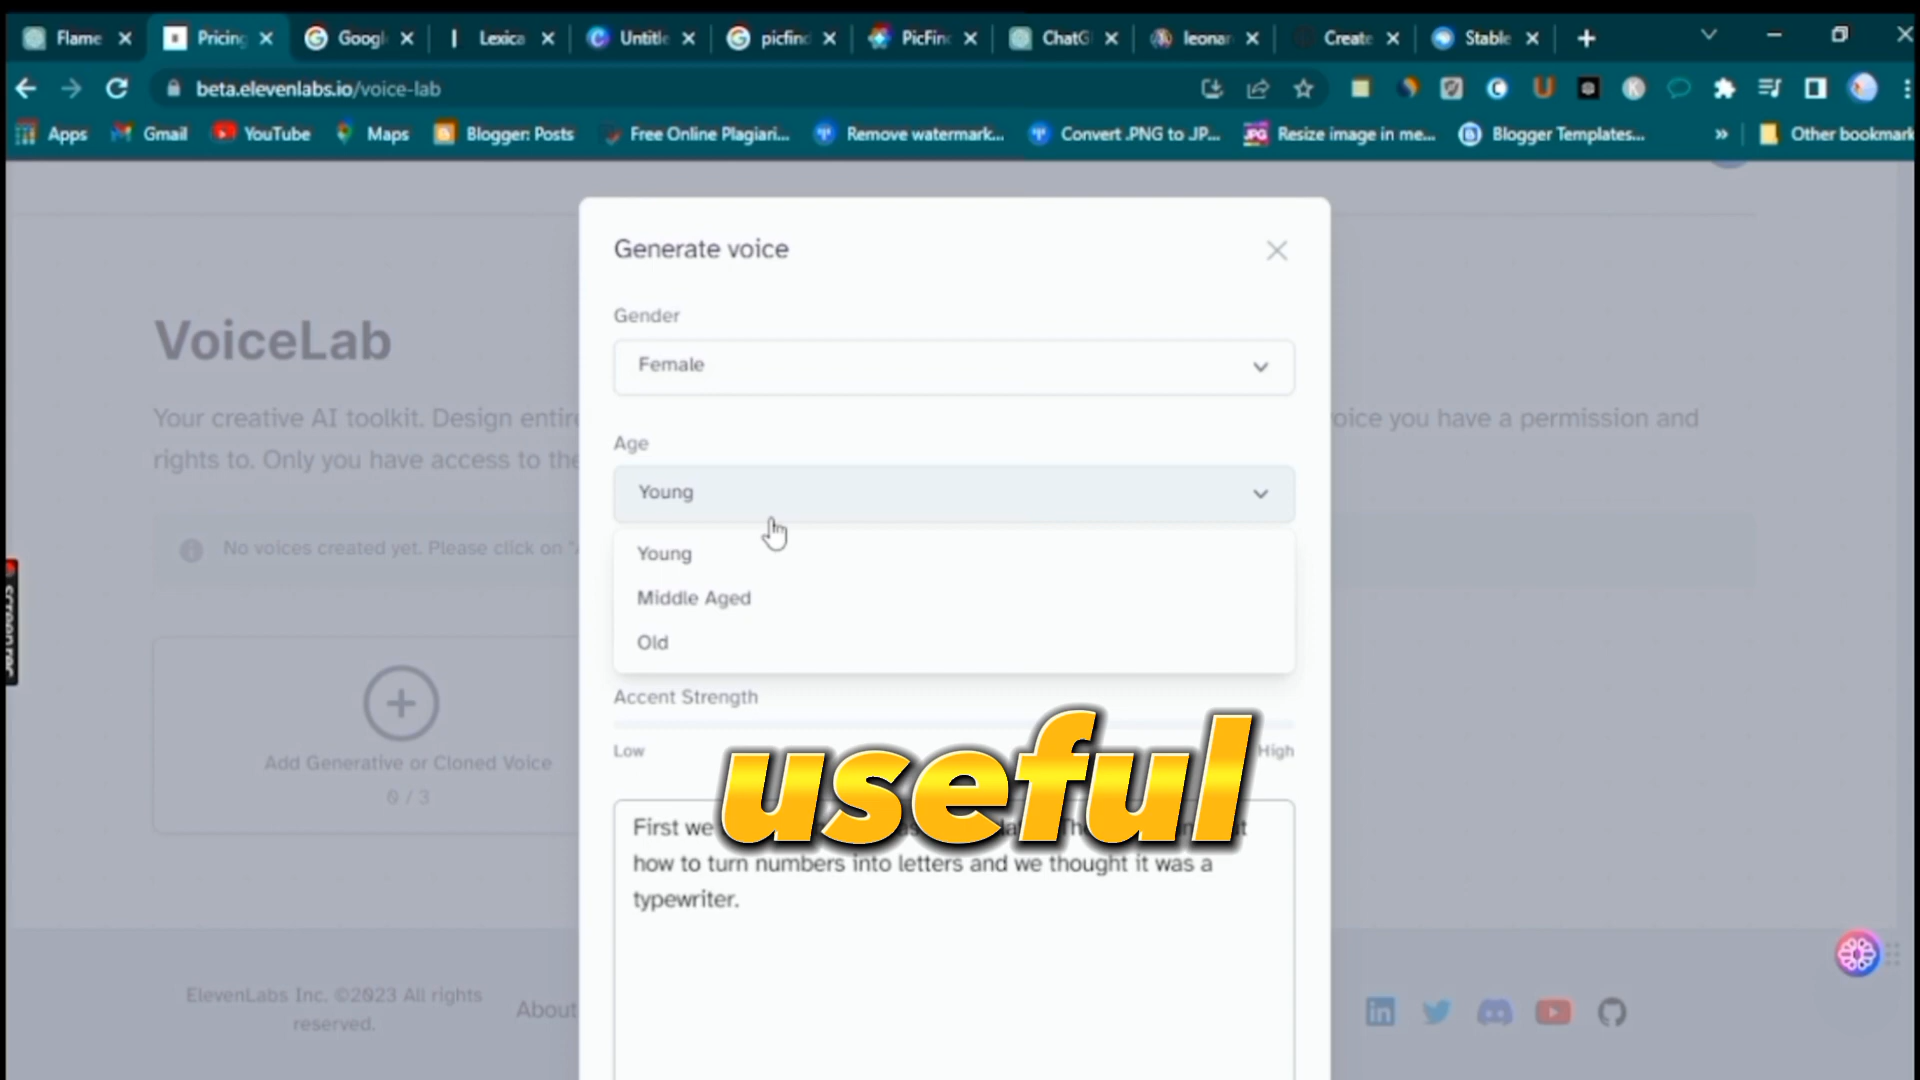 Flame
Pricing
Googl
Lexica
Untitle
picfind
PicFind
ChatG
leonar
Create
Stable
beta.elevenlabs.io/voice-lab
Apps
Gmail
YouTube
Maps
Blogger: Posts
Free Online Plagiari...
Remove watermark...
Convert .PNG to JP...
Resize image in me...
Blogger Templates...
»
Other bookmark
Generate voice
Gender
Female
VoiceLab
Your creative AI toolkit. Design entire
voice you have a permission and
rights to. Only you have access to the
Age
Young
No voices created yet. Please click on "A
Young
Middle Aged
Old
Accent Strength
Low
High
useful
Add Generative or Cloned Voice
0 / 3
First we
how to turn numbers into letters and we thought it was a
typewriter.
ElevenLabs Inc. ©2023 All rights
reserved.
About
screenrec